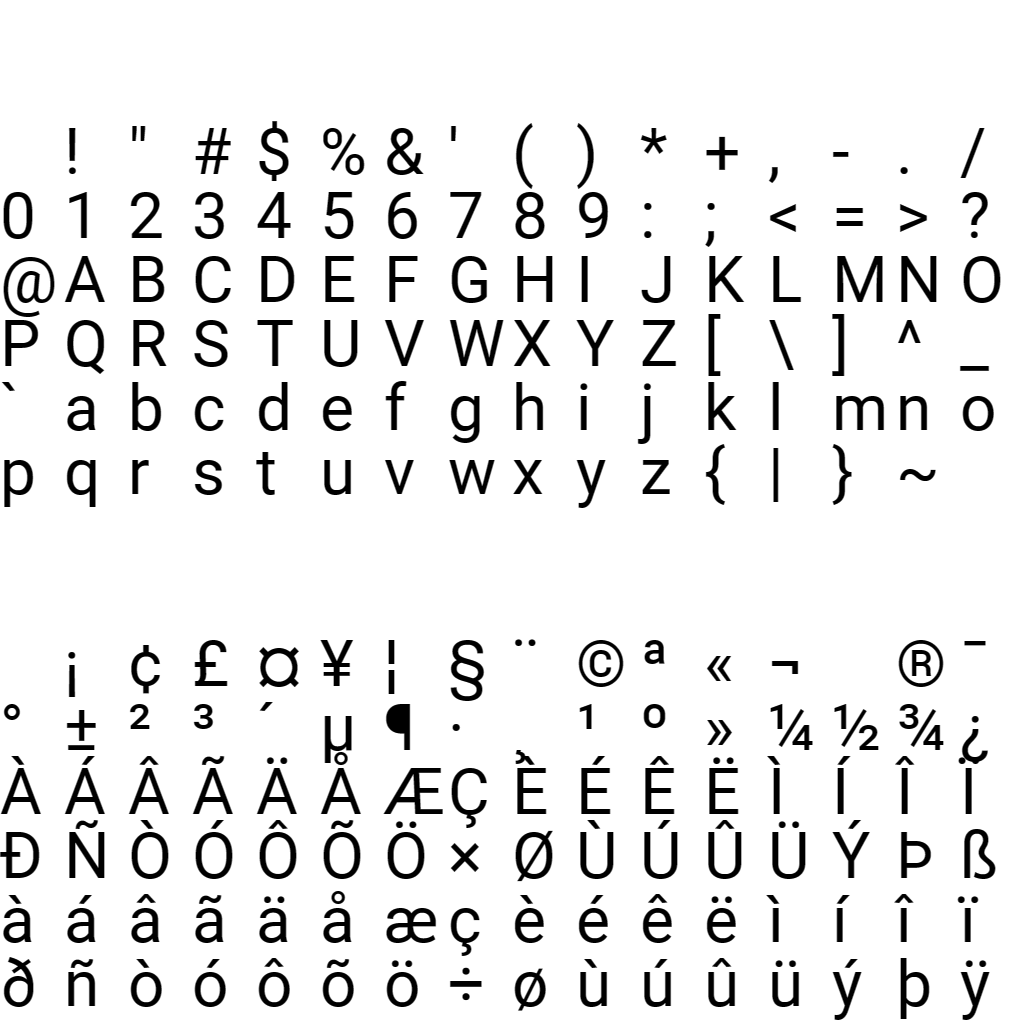 ! " # $ % & ' ( ) * + , - . /
0 1 2 3 4 5 6 7 8 9 : ; < = > ?
@ A B C D E F G H I J K L M N O
P Q R S T U V W X Y Z [ \ ] ^ _
` a b c d e f g h i j k l m n o
p q r s t u v w x y z { | } ~
¡ ¢ £ ¤ ¥ ¦ § ¨ © ª « ¬ ® ¯
° ± ² ³ ´ µ ¶ · ¸ ¹ º » ¼ ½ ¾ ¿
À Á Â Ã Ä Å Æ Ç È É Ê Ë Ì Í Î Ï
Ð Ñ Ò Ó Ô Õ Ö × Ø Ù Ú Û Ü Ý Þ ß
à á â ã ä å æ ç è é ê ë ì í î ï
ð ñ ò ó ô õ ö ÷ ø ù ú û ü ý þ ÿ